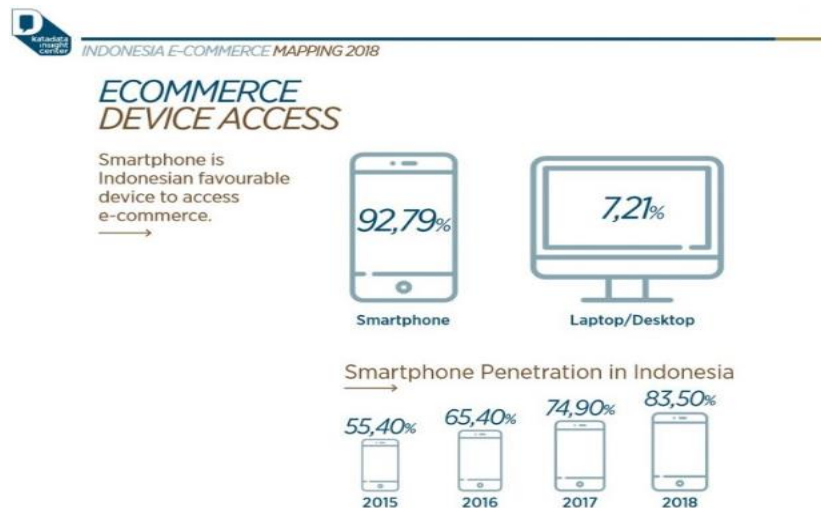 katadata
insight
center
INDONESIA E-COMMERCE MAPPING 2018
ECOMMERCE
DEVICE ACCESS
Smartphone is
Indonesian favourable
device to access
e-commerce.
92,79%
7,21%
Smartphone
Laptop/Desktop
Smartphone Penetration in Indonesia
55,40%
65,40%
74,90%
83,50%
2015
2016
2017
2018